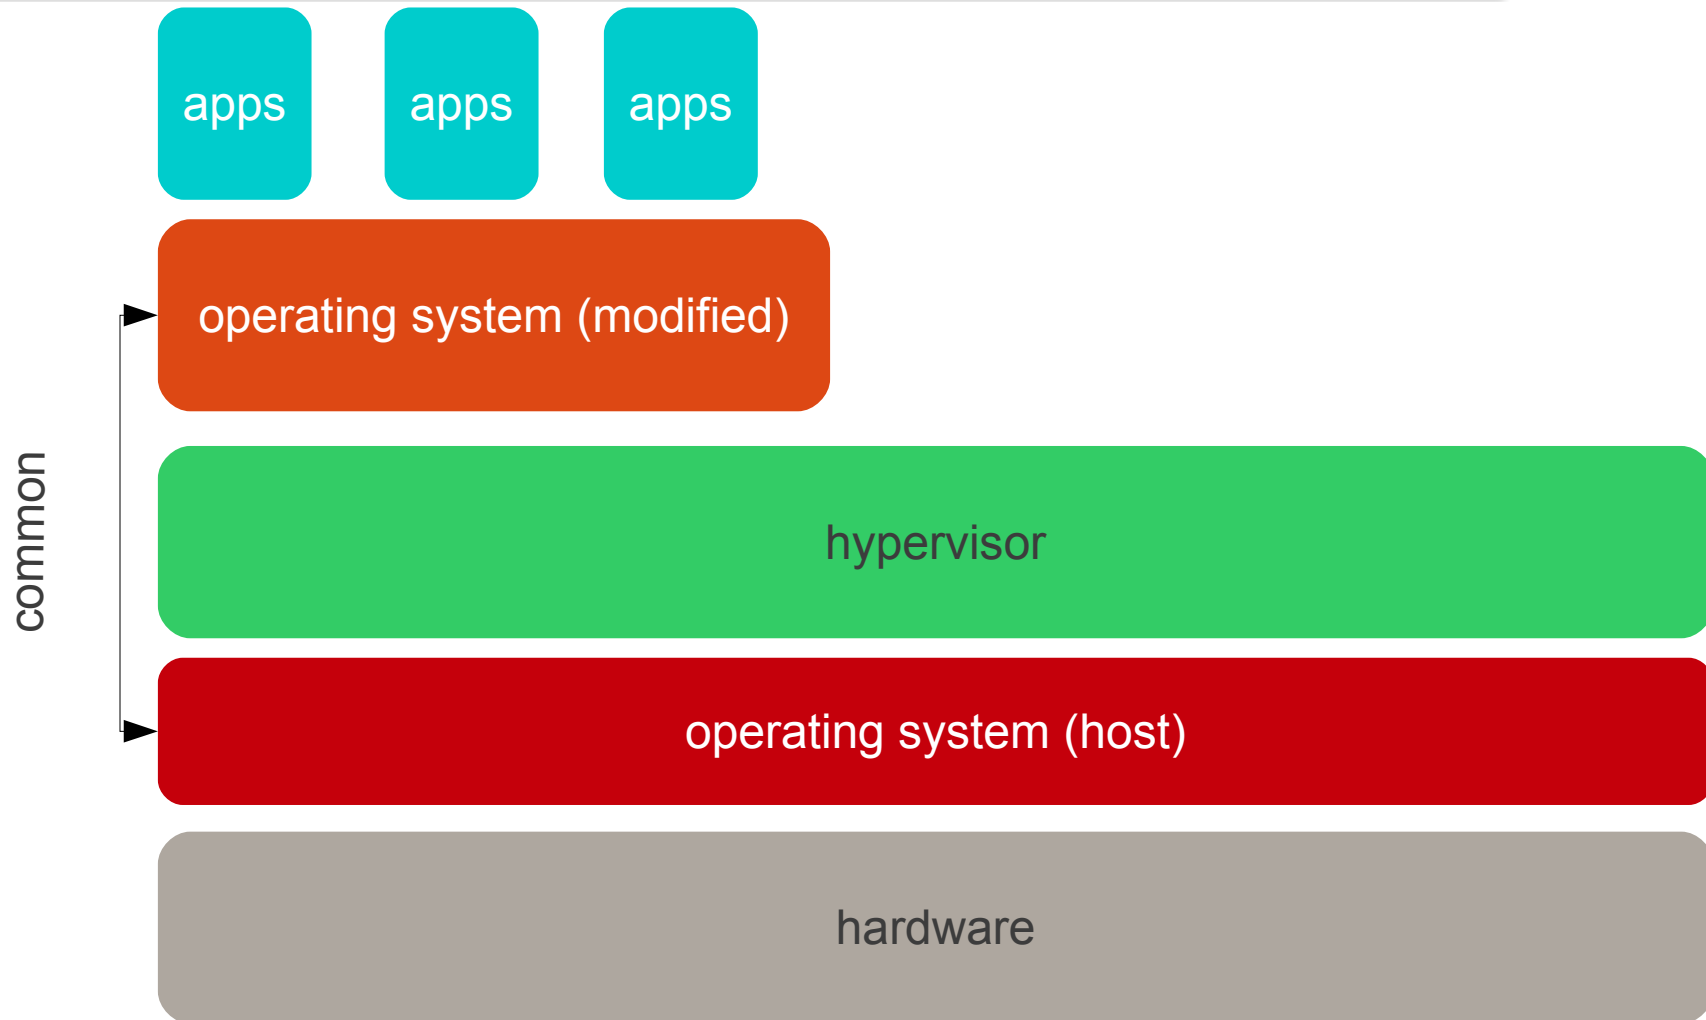 apps
apps
apps
operating system (modified)
common
hypervisor
operating system (host)
hardware